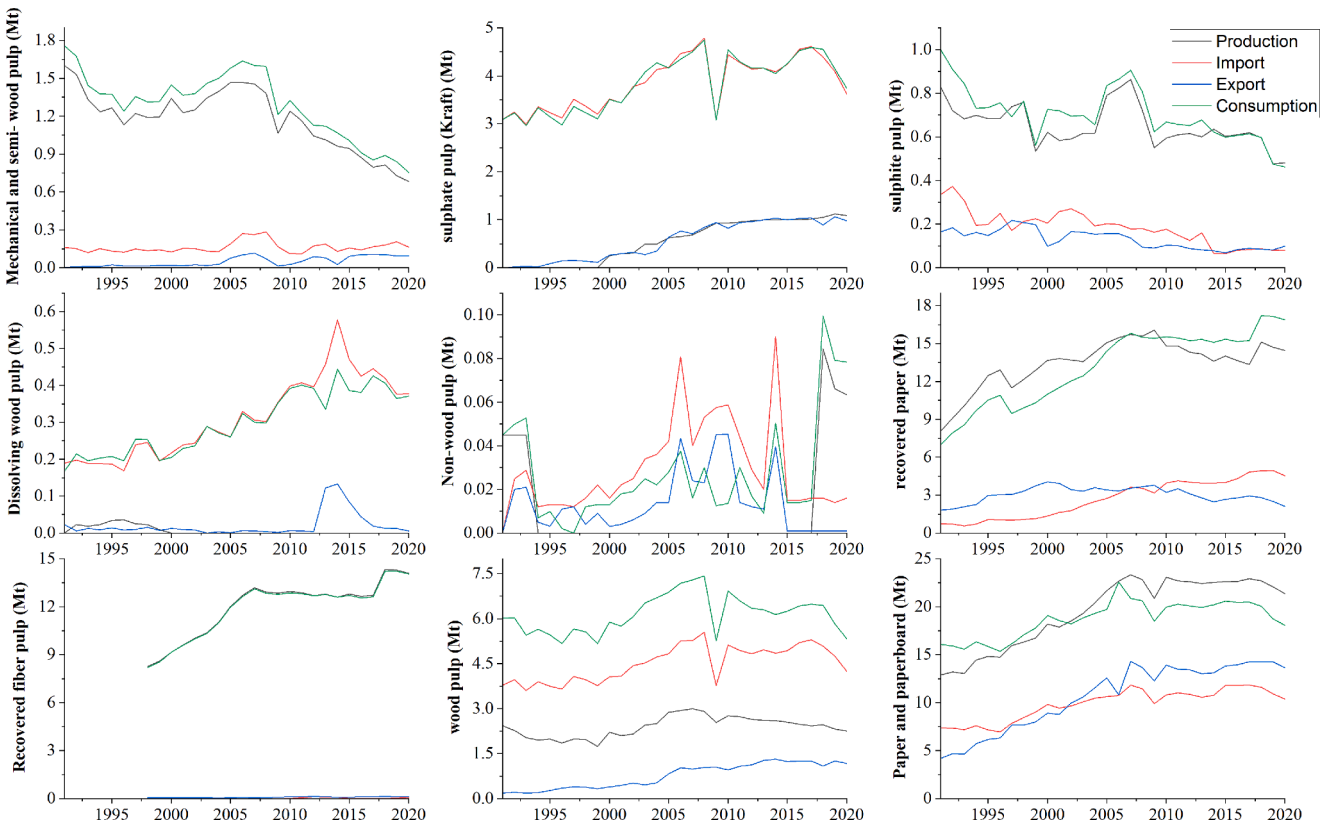 Mechanical and semi- wood pulp (Mt)
1.8
1.5
1.2
0.9
0.6
0.3
0.0
1995 2000 2005 2010 2015 2020
sulphate pulp (Kraft) (Mt)
5
4
3
2
1
0
1995 2000 2005 2010 2015 2020
sulphite pulp (Mt)
1.0
0.8
0.6
0.4
0.2
0.0
1995 2000 2005 2010 2015 2020
Production
Import
Export
Consumption
Dissolving wood pulp (Mt)
0.6
0.5
0.4
0.3
0.2
0.1
0.0
1995 2000 2005 2010 2015 2020
Non-wood pulp (Mt)
0.10
0.08
0.06
0.04
0.02
0.00
1995 2000 2005 2010 2015 2020
recovered paper (Mt)
18
15
12
9
6
3
0
1995 2000 2005 2010 2015 2020
Recovered fiber pulp (Mt)
15
12
9
6
3
0
1995 2000 2005 2010 2015 2020
wood pulp (Mt)
7.5
6.0
4.5
3.0
1.5
0.0
1995 2000 2005 2010 2015 2020
Paper and paperboard (Mt)
25
20
15
10
5
0
1995 2000 2005 2010 2015 2020